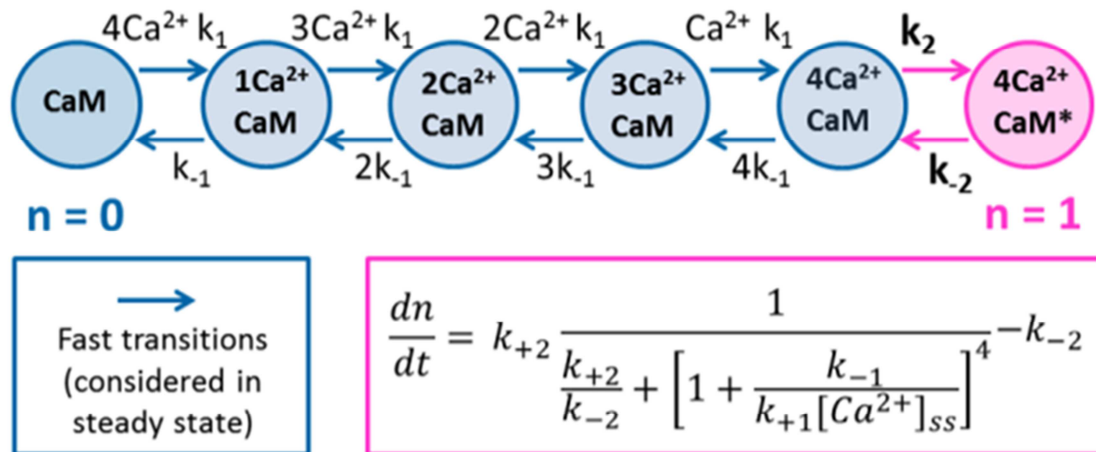 4Ca²⁺ k₁ 3Ca²⁺ k₁ 2Ca²⁺ k₁ Ca²⁺ k₁ k₂
CaM 1Ca²⁺ CaM 2Ca²⁺ CaM 3Ca²⁺ CaM 4Ca²⁺ CaM 4Ca²⁺ CaM*
k₋₁ 2k₋₁ 3k₋₁ 4k₋₁ k₋₂
n = 0 n = 1
Fast transitions
(considered in
steady state)
dn/dt = k₊₂ 1/(k₊₂/k₋₂ + [1 + k₋₁/(k₊₁[Ca²⁺]ss)]⁴) − k₋₂